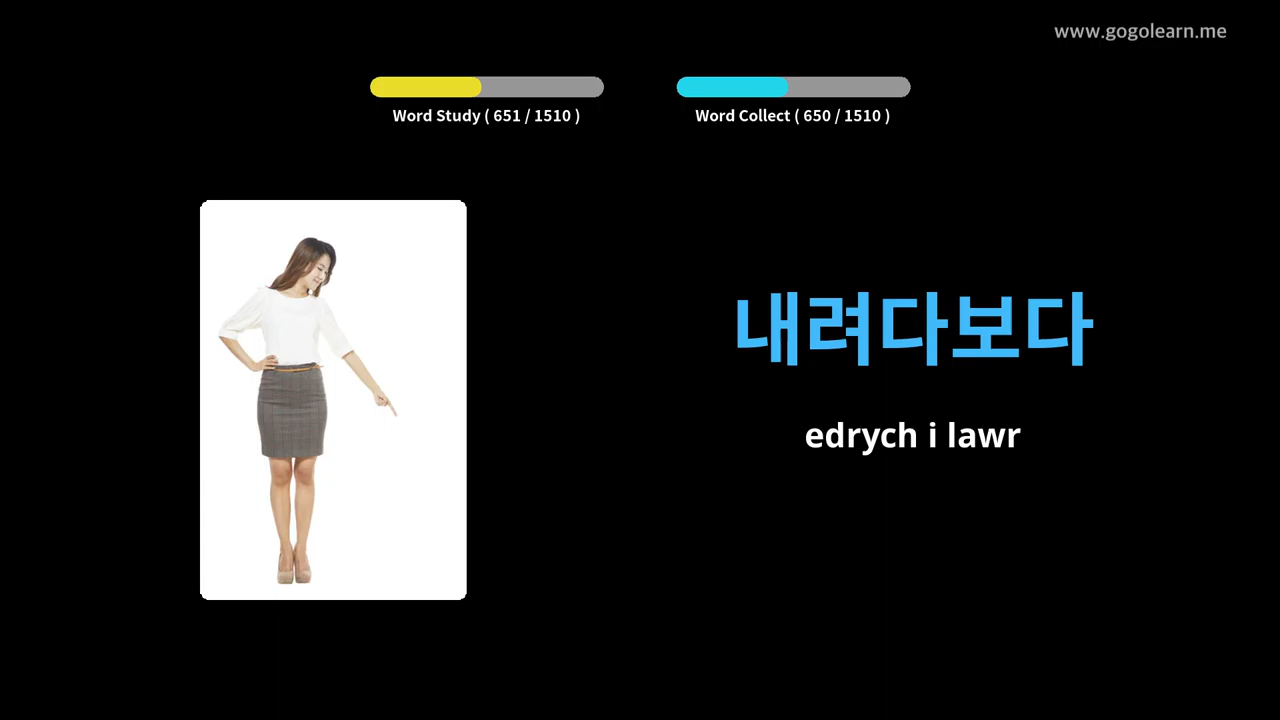 www.gogolearn.me
Word Study ( 651 / 1510 )
Word Collect ( 650 / 1510 )
내려다보다
edrych i lawr